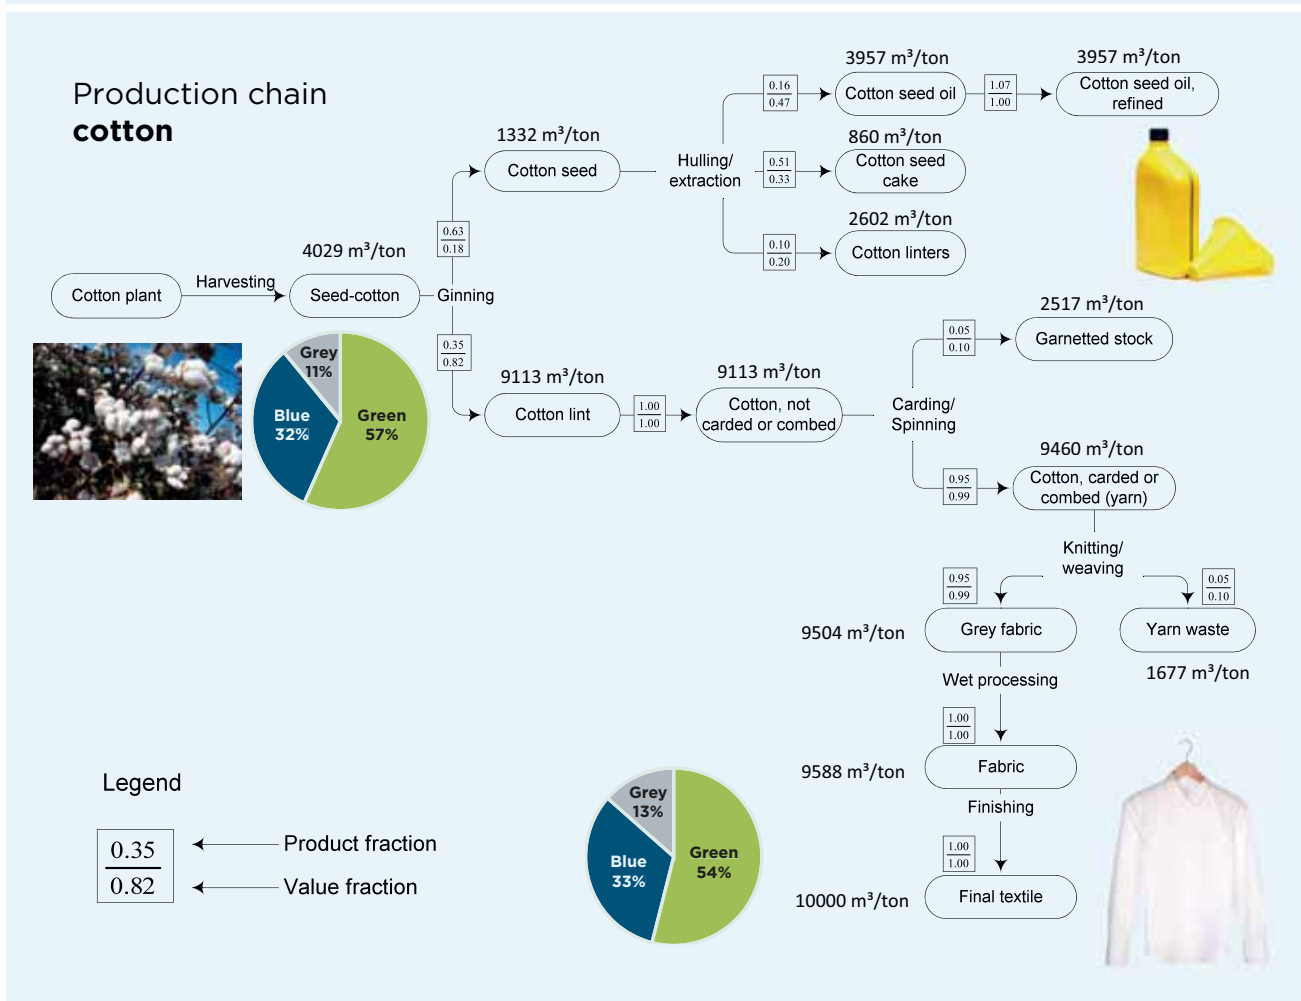 Production chain
cotton
3957 m³/ton
3957 m³/ton
0.16
0.47
Cotton seed oil
1.07
1.00
Cotton seed oil,
refined
1332 m³/ton
860 m³/ton
Cotton seed
Hulling/
extraction
0.51
0.33
Cotton seed
cake
2602 m³/ton
0.10
0.20
Cotton linters
0.63
0.18
4029 m³/ton
Cotton plant
Harvesting
Seed-cotton
Ginning
2517 m³/ton
0.05
0.10
Garnetted stock
0.35
0.82
Grey
11%
Blue
32%
Green
57%
9113 m³/ton
9113 m³/ton
Cotton lint
1.00
1.00
Cotton, not
carded or combed
Carding/
Spinning
9460 m³/ton
0.95
0.99
Cotton, carded or
combed (yarn)
Knitting/
weaving
0.95
0.99
0.05
0.10
9504 m³/ton
Grey fabric
Yarn waste
1677 m³/ton
Wet processing
1.00
1.00
9588 m³/ton
Fabric
Finishing
1.00
1.00
10000 m³/ton
Final textile
Grey
13%
Blue
33%
Green
54%
Legend
0.35
0.82
Product fraction
Value fraction